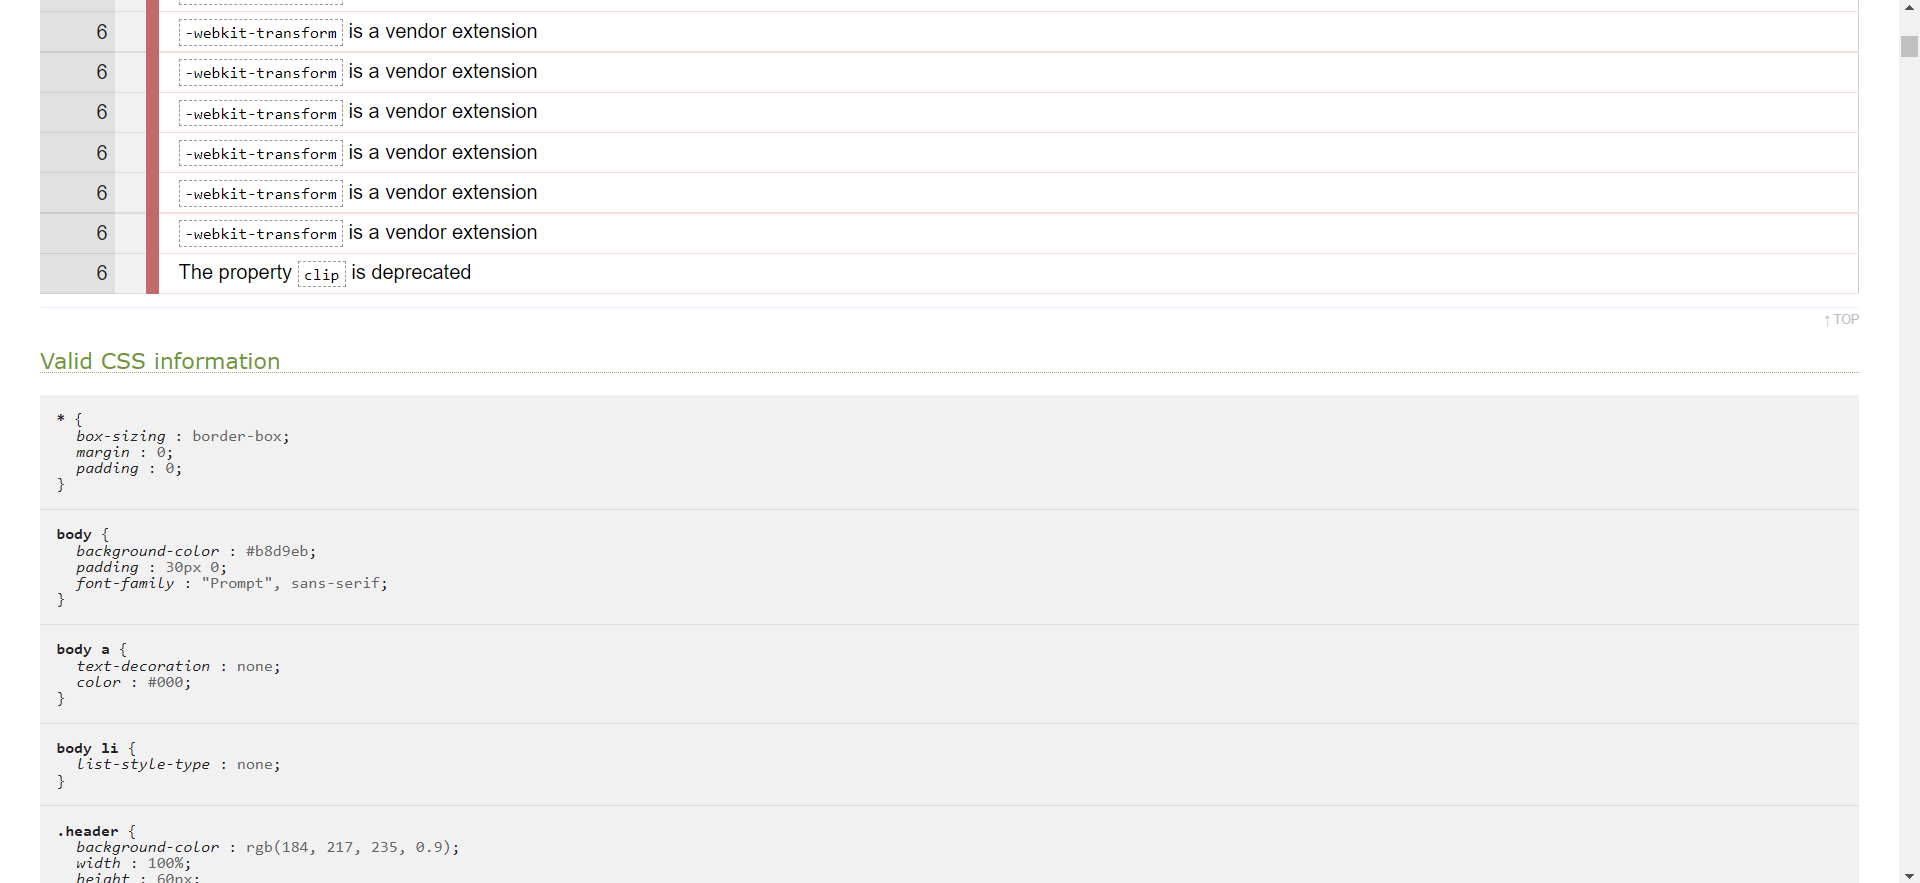 6 -webkit-transform is a vendor extension
6 -webkit-transform is a vendor extension
6 -webkit-transform is a vendor extension
6 -webkit-transform is a vendor extension
6 -webkit-transform is a vendor extension
6 -webkit-transform is a vendor extension
6 The property clip is deprecated
↑ TOP
Valid CSS information
* {
box-sizing : border-box;
margin : 0;
padding : 0;
}
body {
background-color : #b8d9eb;
padding : 30px 0;
font-family : "Prompt", sans-serif;
}
body a {
text-decoration : none;
color : #000;
}
body li {
list-style-type : none;
}
.header {
background-color : rgb(184, 217, 235, 0.9);
width : 100%;
height : 60px;